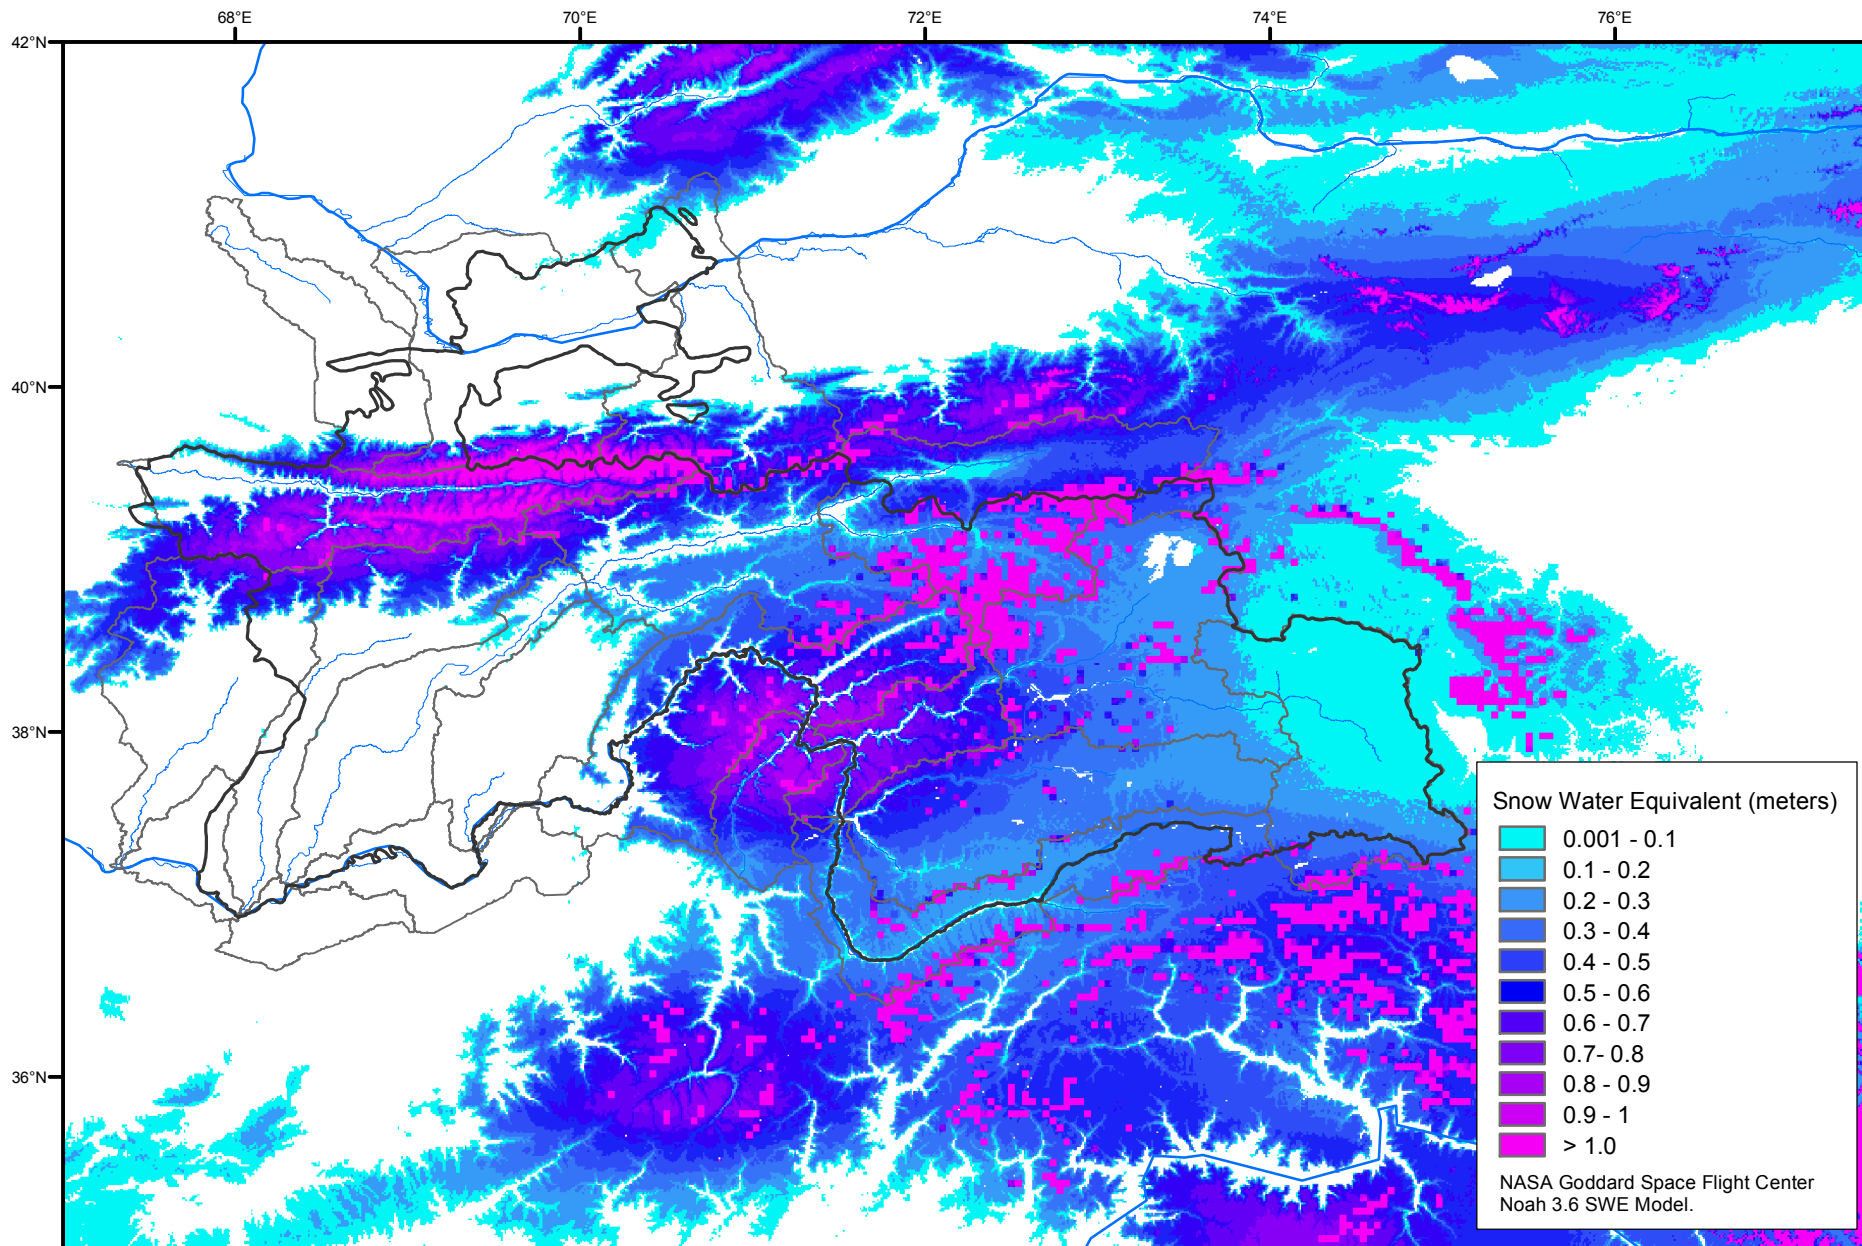 68°E 70°E 72°E 74°E 76°E
42°N
40°N
38°N
36°N
Snow Water Equivalent (meters)
0.001 - 0.1
0.1 - 0.2
0.2 - 0.3
0.3 - 0.4
0.4 - 0.5
0.5 - 0.6
0.6 - 0.7
0.7- 0.8
0.8 - 0.9
0.9 - 1
> 1.0
NASA Goddard Space Flight Center
Noah 3.6 SWE Model.